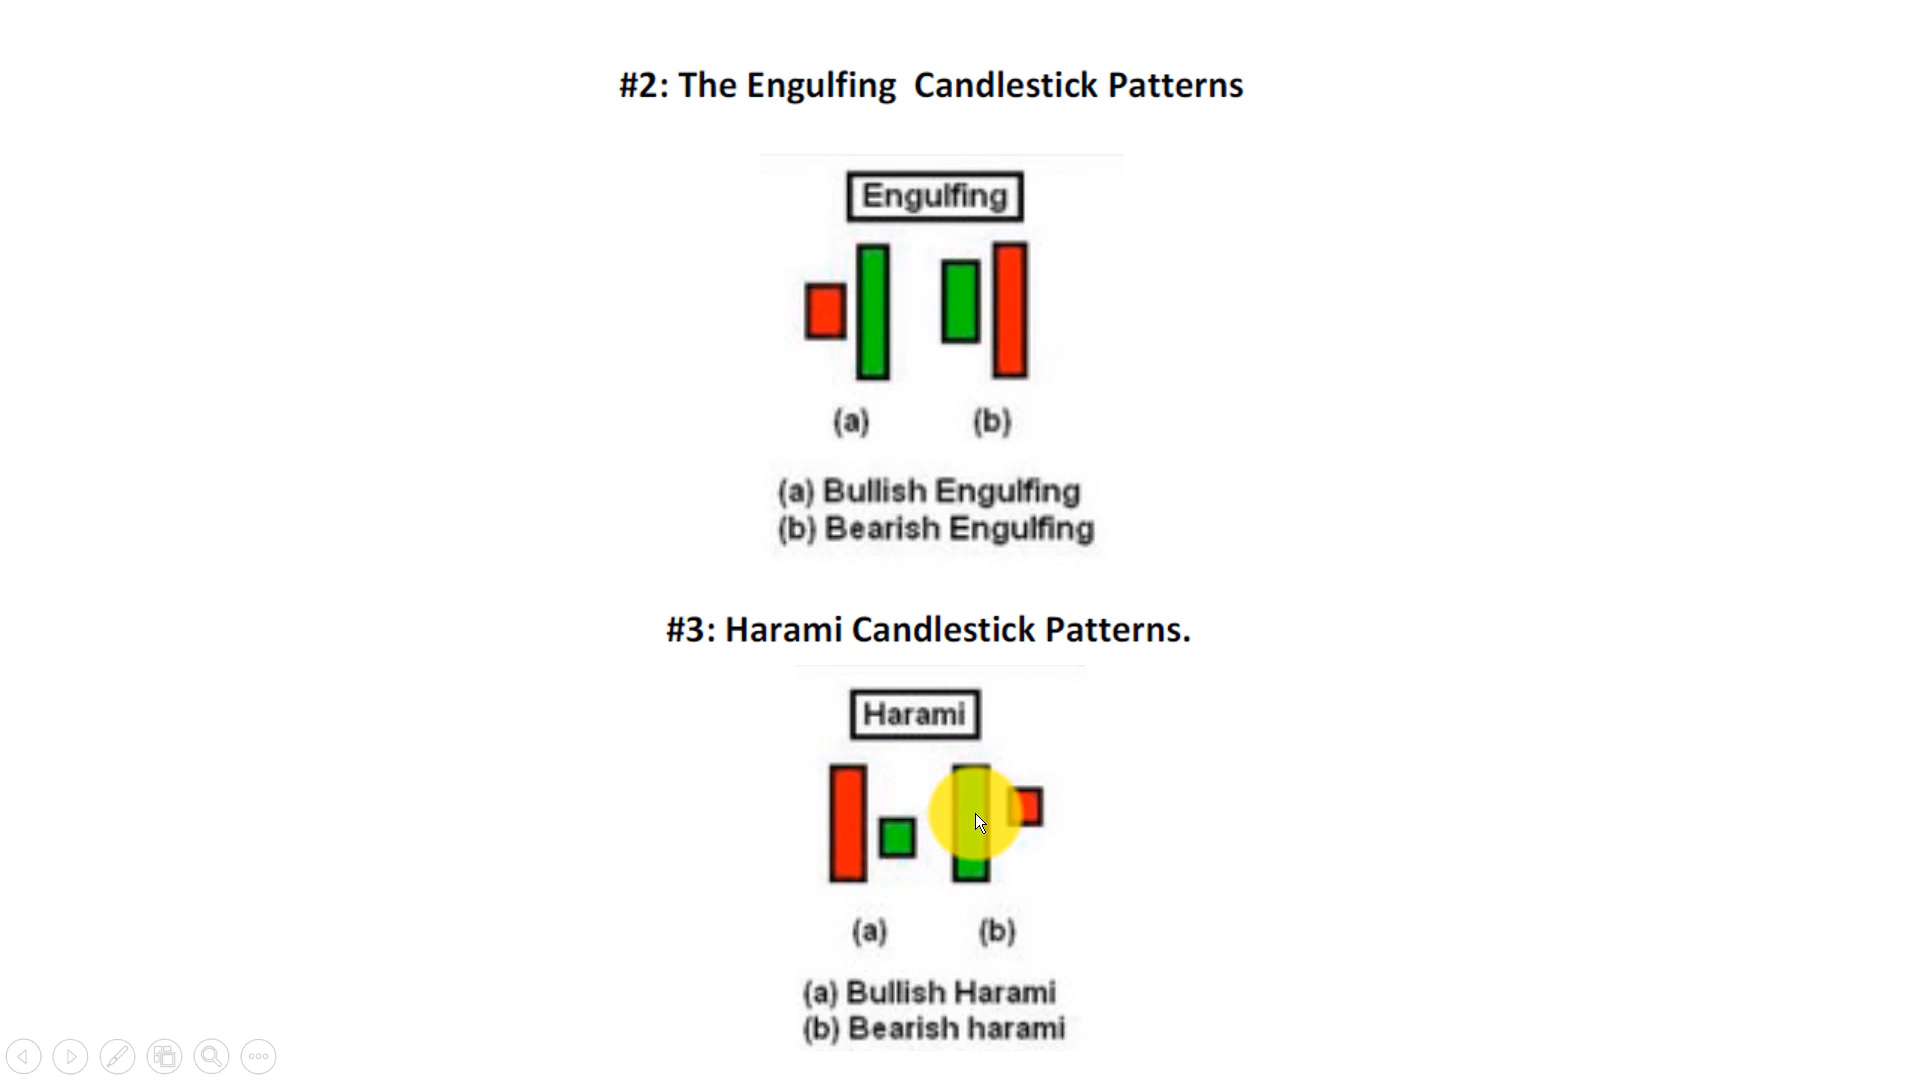 #2: The Engulfing  Candlestick Patterns
Engulfing
(a) (b)
(a) Bullish Engulfing
(b) Bearish Engulfing
#3: Harami Candlestick Patterns.
Harami
(a) (b)
(a) Bullish Harami
(b) Bearish harami